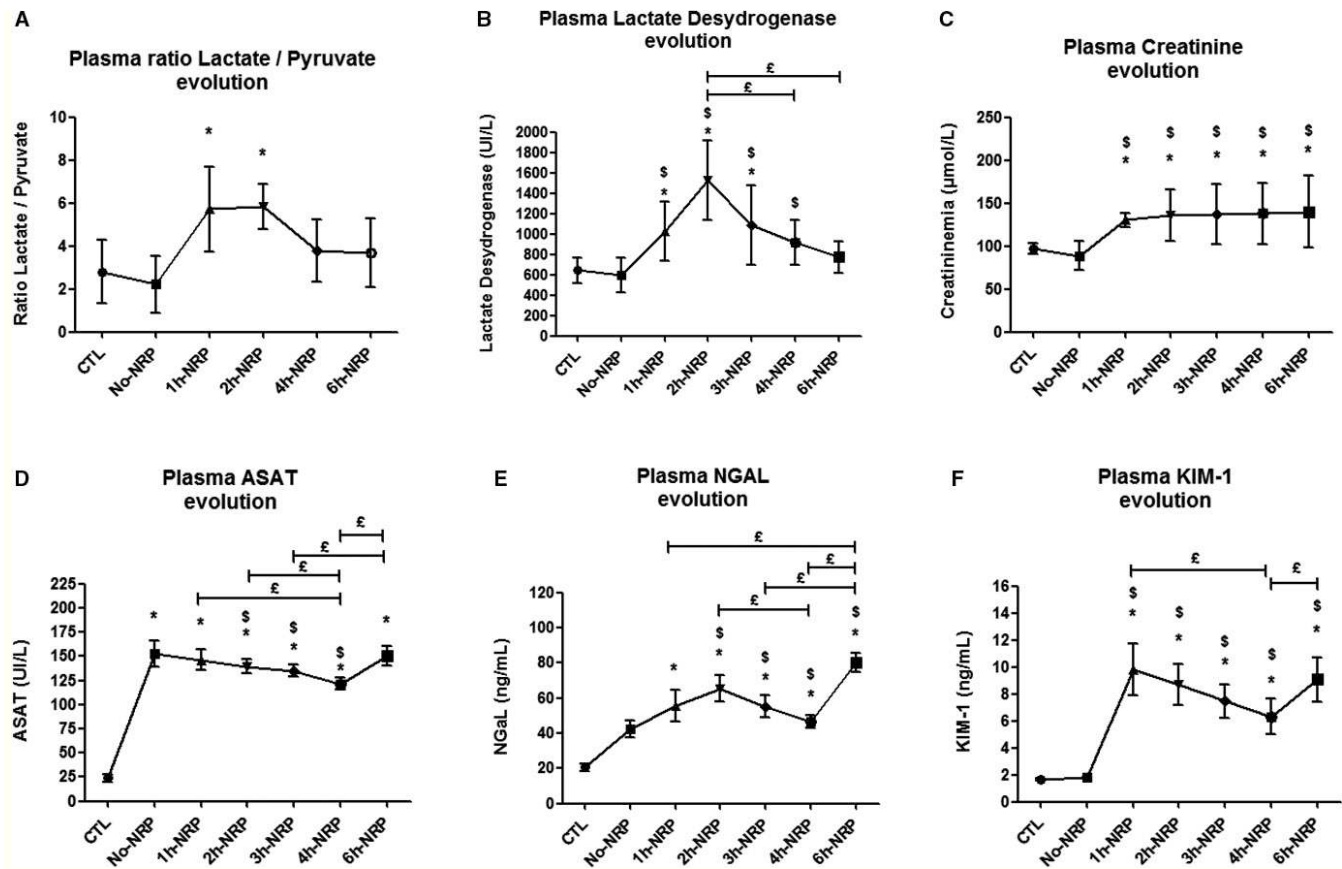 A
Plasma ratio Lactate / Pyruvate
evolution
Ratio Lactate / Pyruvate
10
8
6
4
2
0
*
*
CTL
No-NRP
1h-NRP
2h-NRP
4h-NRP
6h-NRP
B
Plasma Lactate Desydrogenase
evolution
£
£
Lactate Desydrogenase (UI/L)
2000
1800
1600
1400
1200
1000
800
600
400
200
0
$
*
$
*
$
*
$
CTL
No-NRP
1h-NRP
2h-NRP
3h-NRP
4h-NRP
6h-NRP
C
Plasma Creatinine
evolution
Creatininemia (µmol/L)
250
200
150
100
50
0
$ $ $ $ $
* * * * *
CTL
No-NRP
1h-NRP
2h-NRP
3h-NRP
4h-NRP
6h-NRP
D
Plasma ASAT
evolution
£
£
£
£
ASAT (UI/L)
225
200
175
150
125
100
75
50
25
0
*
*
$
*
$
*
$
*
*
CTL
No-NRP
1h-NRP
2h-NRP
3h-NRP
4h-NRP
6h-NRP
E
Plasma NGAL
evolution
£
£
£
£
NGaL (ng/mL)
120
100
80
60
40
20
0
*
$
*
$
*
$
*
$
*
CTL
No-NRP
1h-NRP
2h-NRP
3h-NRP
4h-NRP
6h-NRP
F
Plasma KIM-1
evolution
£
£
KIM-1 (ng/mL)
16
14
12
10
8
6
4
2
0
$
*
$
*
$
*
$
*
$
*
CTL
No-NRP
1h-NRP
2h-NRP
3h-NRP
4h-NRP
6h-NRP